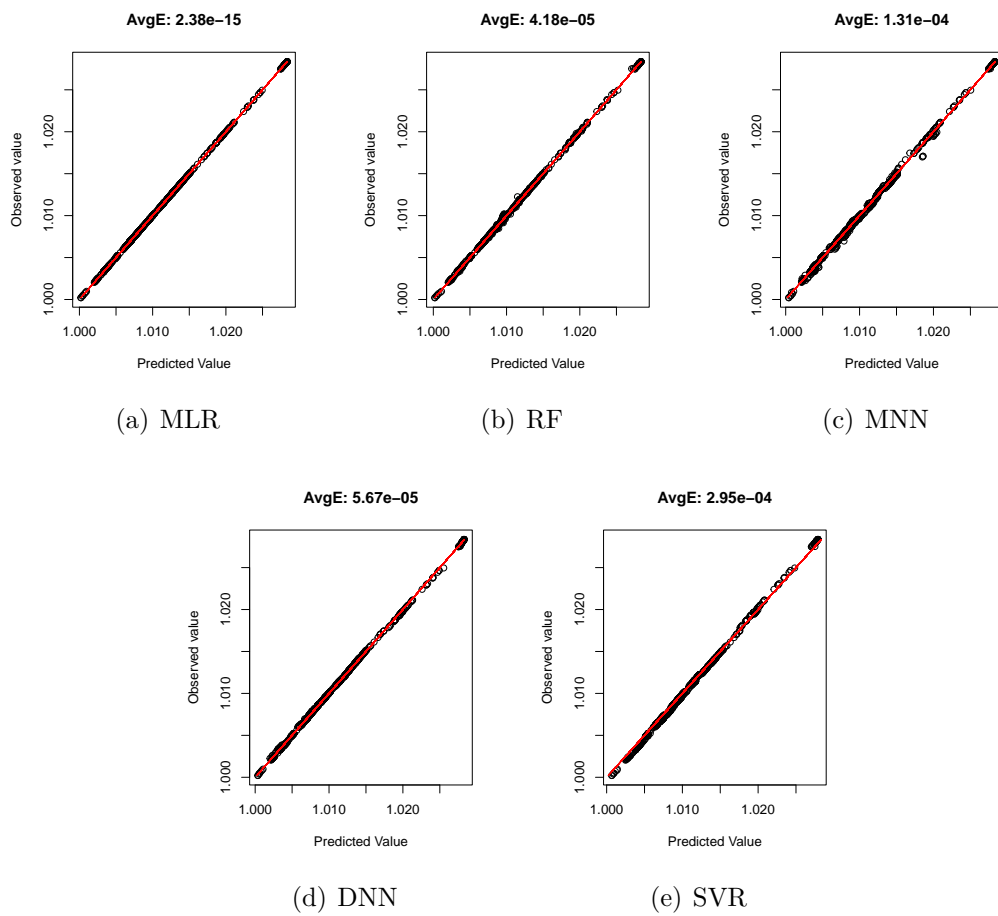 AvgE: 2.38e−15
Observed value
1.000 1.010 1.020
1.000 1.010 1.020
Predicted Value
(a) MLR
AvgE: 4.18e−05
Observed value
1.000 1.010 1.020
1.000 1.010 1.020
Predicted Value
(b) RF
AvgE: 1.31e−04
Observed value
1.000 1.010 1.020
1.000 1.010 1.020
Predicted Value
(c) MNN
AvgE: 5.67e−05
Observed value
1.000 1.010 1.020
1.000 1.010 1.020
Predicted Value
(d) DNN
AvgE: 2.95e−04
Observed value
1.000 1.010 1.020
1.000 1.010 1.020
Predicted Value
(e) SVR